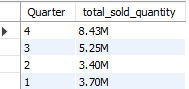 Quarter total_sold_quantity
4 8.43M
3 5.25M
2 3.40M
1 3.70M